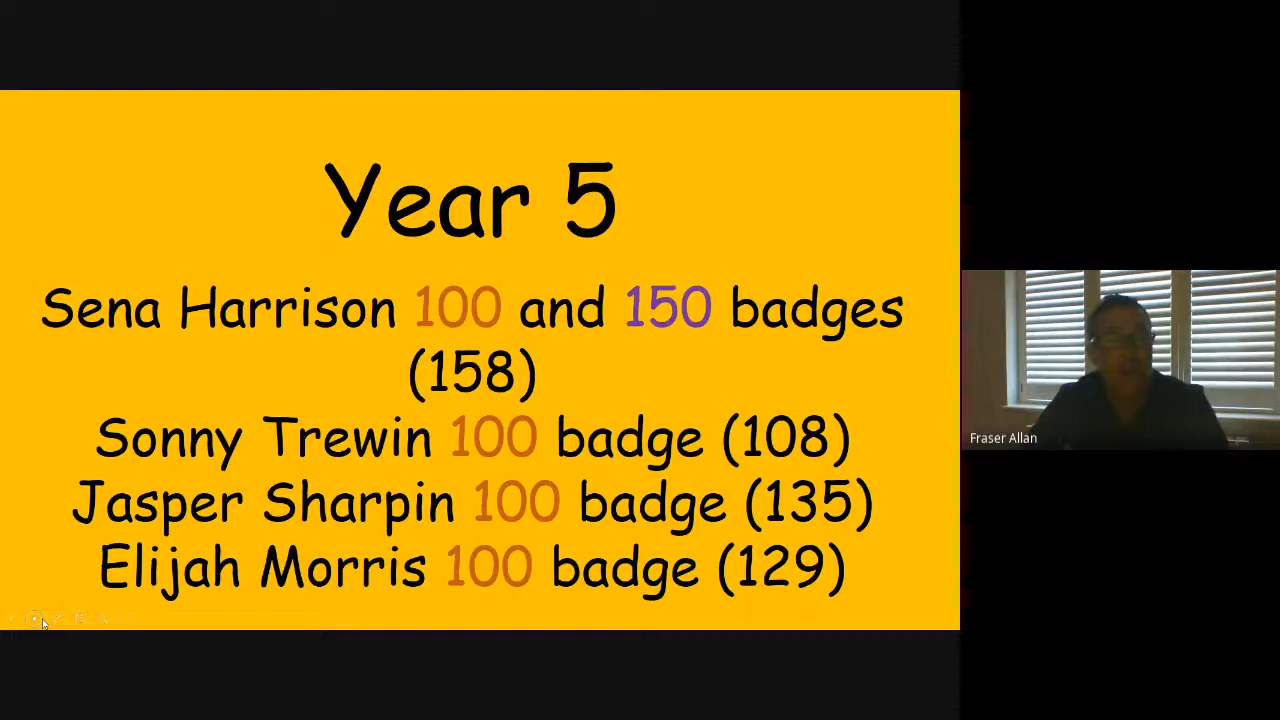 Year 5
Sena Harrison 100 and 150 badges
(158)
Sonny Trewin 100 badge (108)
Jasper Sharpin 100 badge (135)
Elijah Morris 100 badge (129)
Fraser Allan